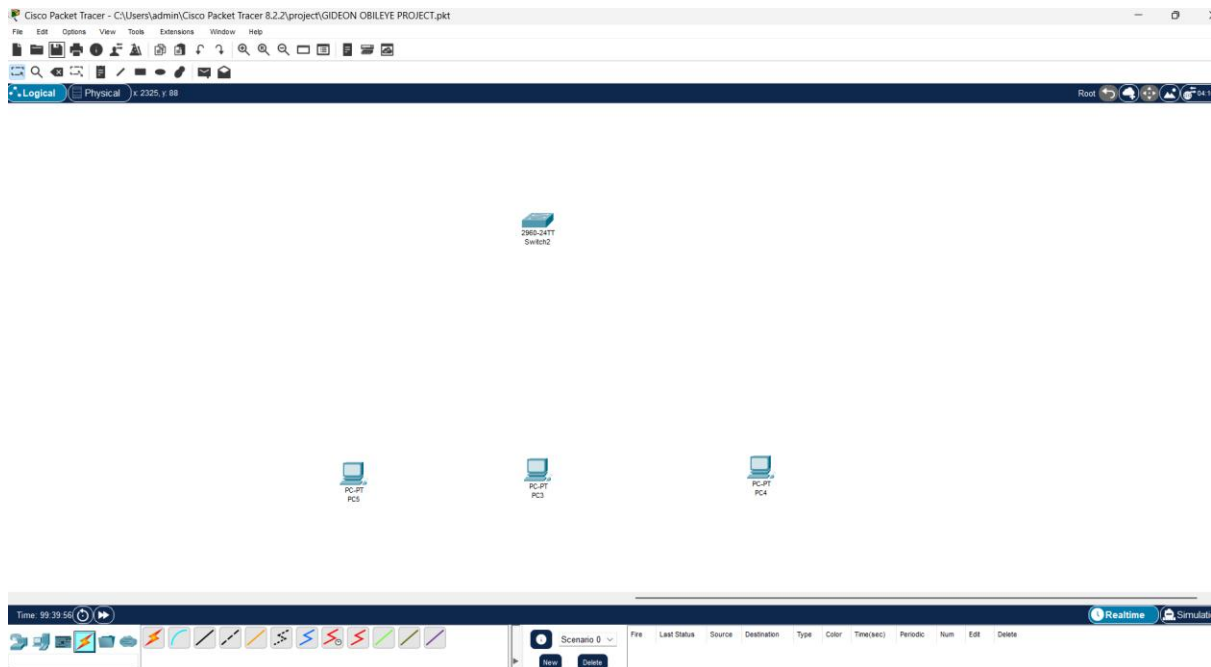 Cisco Packet Tracer - C:\Users\admin\Cisco Packet Tracer 8.2.2\project\GIDEON OBILEYE PROJECT.pkt
File Edit Options View Tools Extensions Window Help
Logical Physical x: 2325, y: 88 Root
2960-24TT
Switch2
PC-PT
PC5
PC-PT
PC3
PC-PT
PC4
Time: 99:39:56 Realtime
Scenario 0 Fire Last Status Source Destination Type Color Time(sec) Periodic Num Edit Delete
New Delete